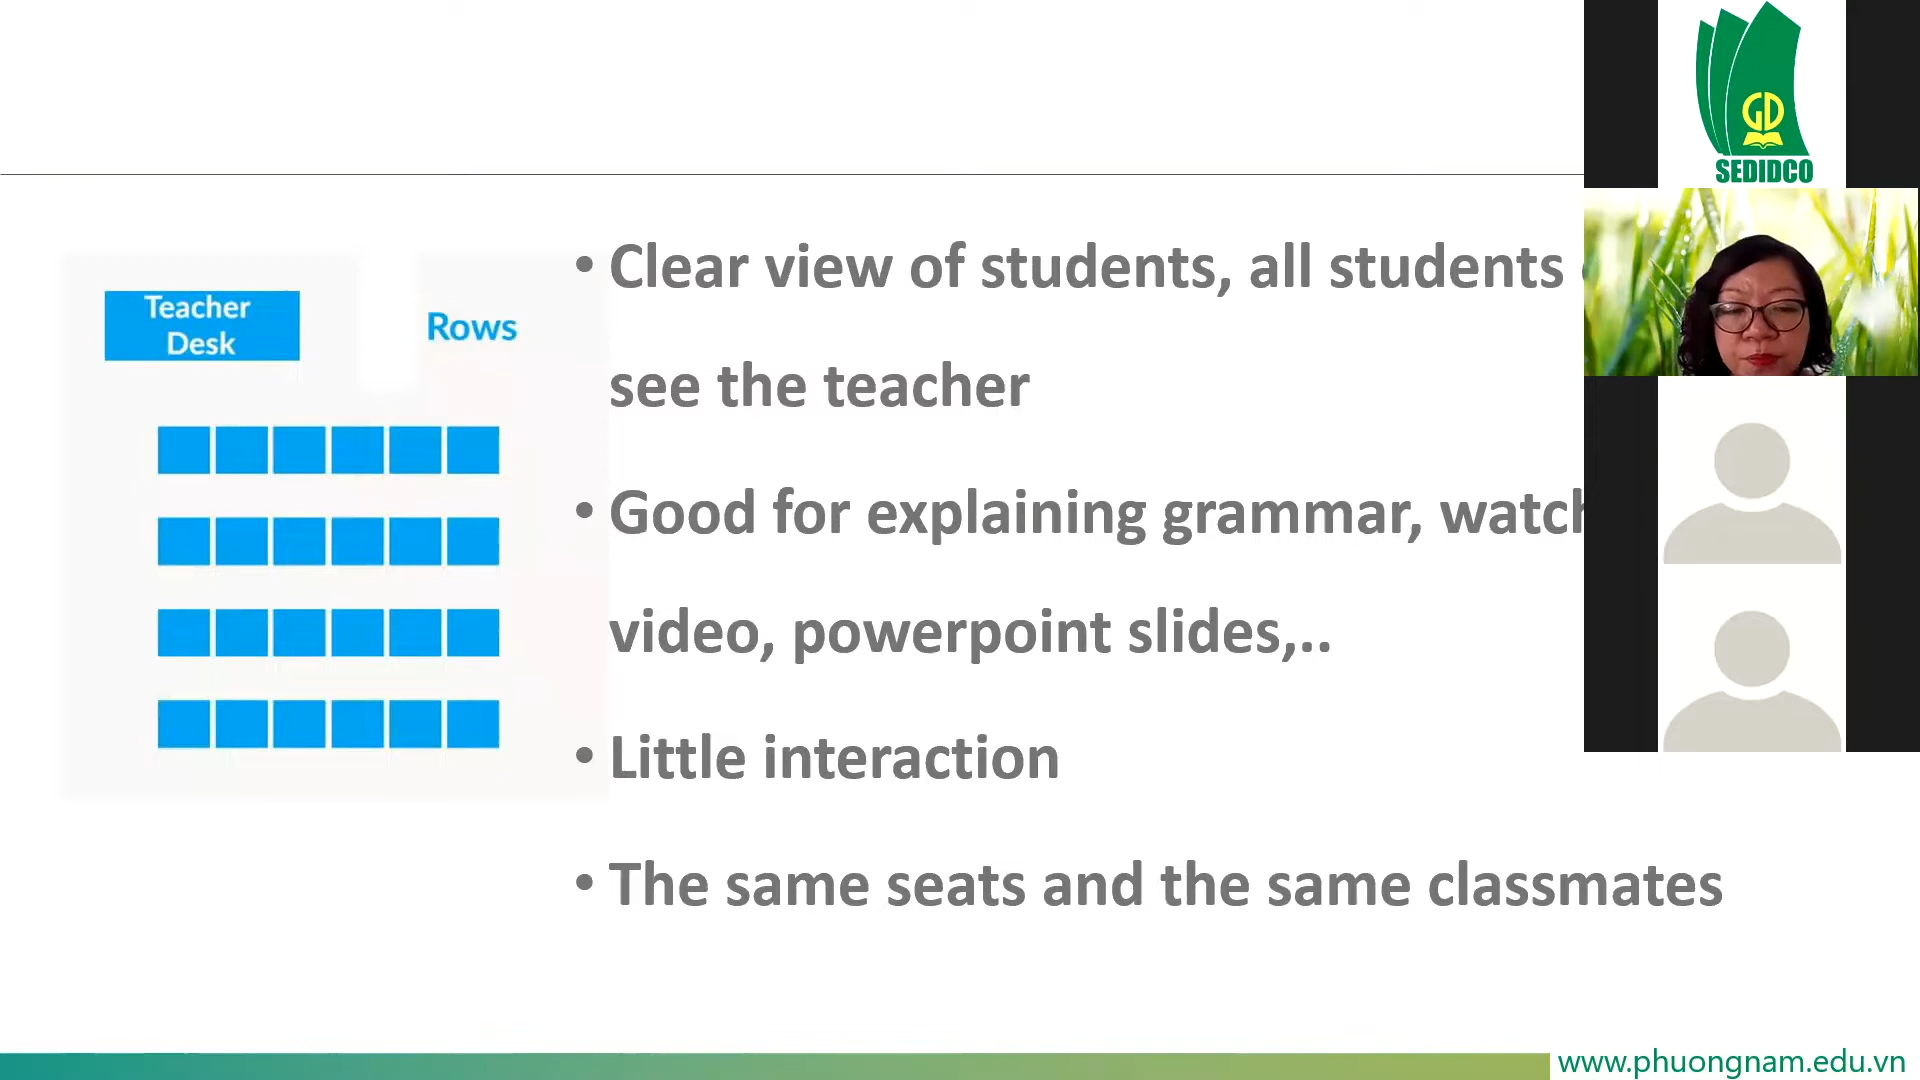 GD
SEDIDCO
Teacher
Desk
Rows
• Clear view of students, all students
see the teacher
• Good for explaining grammar, watch
video, powerpoint slides,..
• Little interaction
• The same seats and the same classmates
www.phuongnam.edu.vn